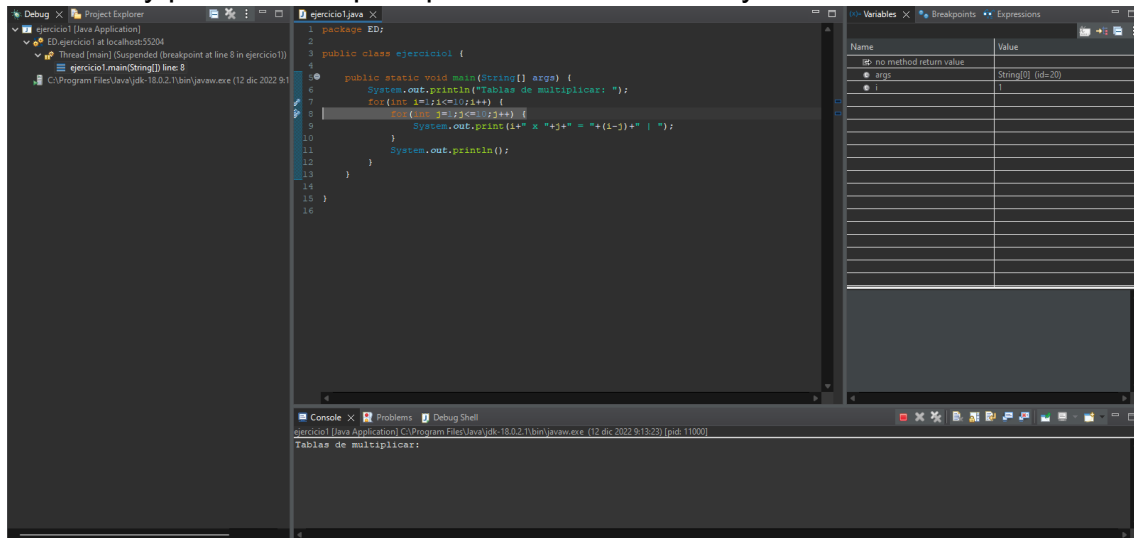 Debug Project Explorer
ejercicio1 [Java Application]
ED.ejercicio1 at localhost:55204
Thread [main] (Suspended (breakpoint at line 8 in ejercicio1))
ejercicio1.main(String[]) line: 8
C:\Program Files\Java\jdk-18.0.2.1\bin\javaw.exe (12 dic 2022 9:1
ejercicio1.java
1 package ED;
2
3 public class ejercicio1 {
4
5 public static void main(String[] args) {
6 System.out.println("Tablas de multiplicar: ");
7 for(int i=1;i<=10;i++) {
8 for(int j=1;j<=10;j++) {
9 System.out.print(i+" x "+j+" = "+(i-j)+" | ");
10 }
11 System.out.println();
12 }
13 }
14
15 }
16
Variables Breakpoints Expressions
Name Value
no method return value
args String[0] (id=20)
i 1
Console Problems Debug Shell
ejercicio1 [Java Application] C:\Program Files\Java\jdk-18.0.2.1\bin\javaw.exe (12 dic 2022 9:13:23) [pid: 11000]
Tablas de multiplicar: